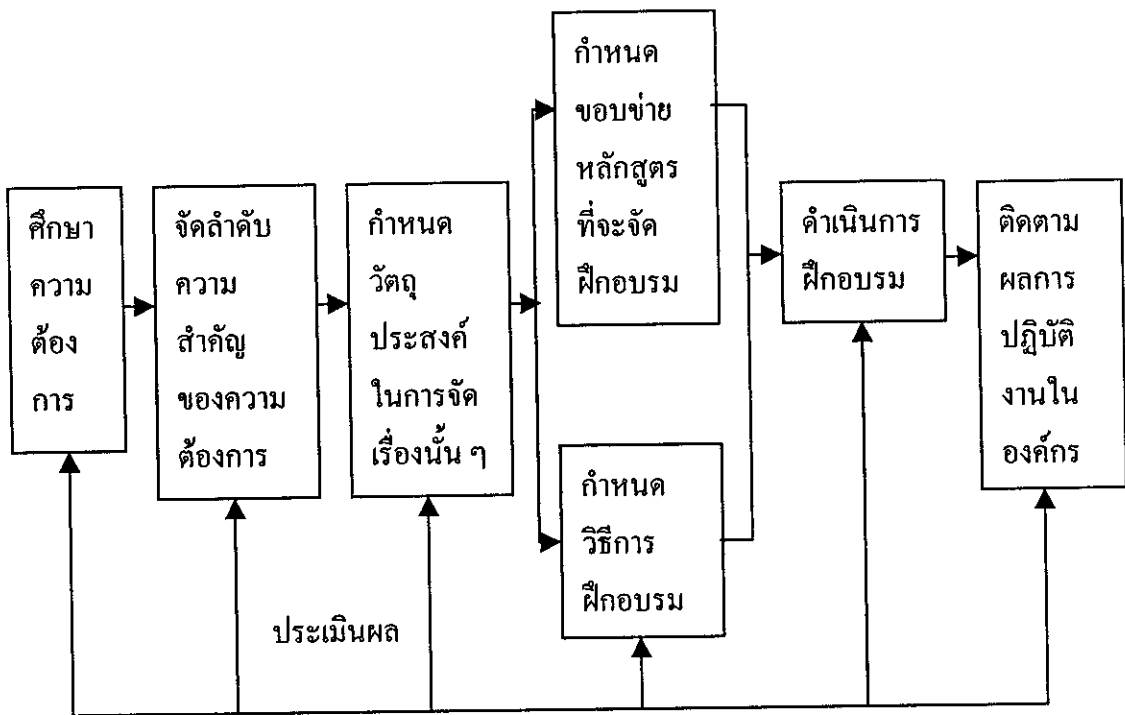 ศึกษา
ความ
ต้อง
การ
จัดลำดับ
ความ
สำคัญ
ของความ
ต้องการ
กำหนด
วัตถุ
ประสงค์
ในการจัด
เรื่องนั้น ๆ
กำหนด
ขอบข่าย
หลักสูตร
ที่จะจัด
ฝึกอบรม
กำหนด
วิธีการ
ฝึกอบรม
ดำเนินการ
ฝึกอบรม
ติดตาม
ผลการ
ปฏิบัติ
งานใน
องค์กร
ประเมินผล